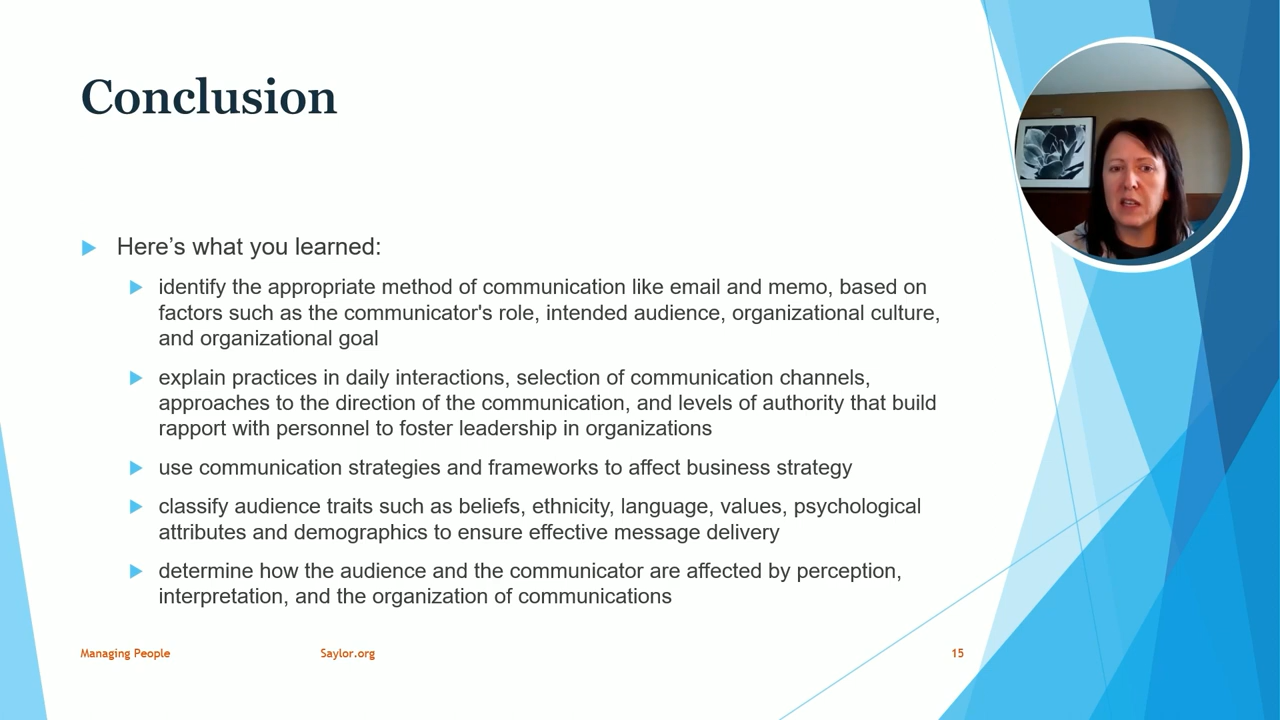 Conclusion
Here’s what you learned:
identify the appropriate method of communication like email and memo, based on
factors such as the communicator's role, intended audience, organizational culture,
and organizational goal
explain practices in daily interactions, selection of communication channels,
approaches to the direction of the communication, and levels of authority that build
rapport with personnel to foster leadership in organizations
use communication strategies and frameworks to affect business strategy
classify audience traits such as beliefs, ethnicity, language, values, psychological
attributes and demographics to ensure effective message delivery
determine how the audience and the communicator are affected by perception,
interpretation, and the organization of communications
Managing People
Saylor.org
15